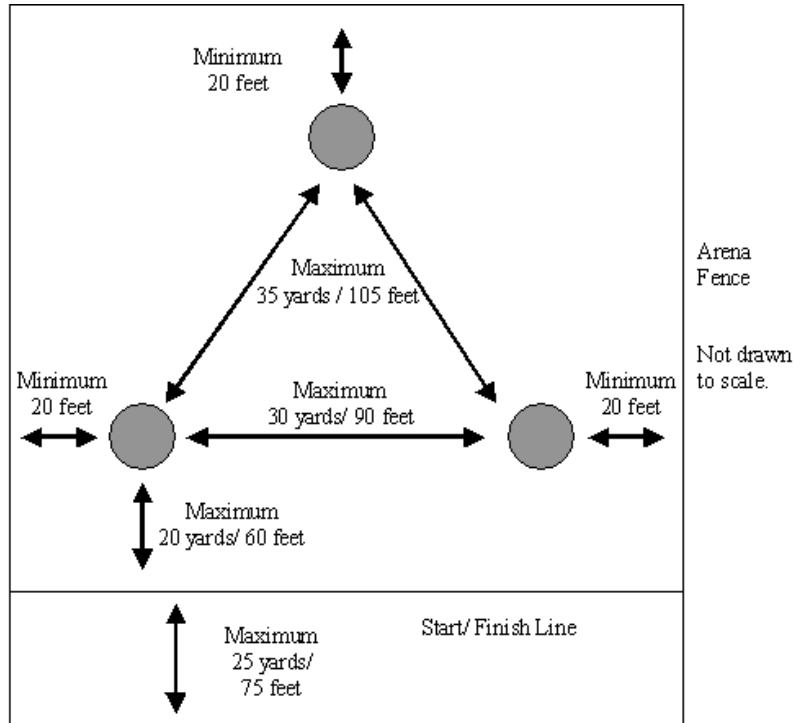 Minimum
20 feet
Maximum
35 yards / 105 feet
Arena
Fence
Not drawn
to scale.
Minimum
20 feet
Maximum
30 yards/ 90 feet
Minimum
20 feet
Maximum
20 yards/ 60 feet
Start/ Finish Line
Maximum
25 yards/
75 feet